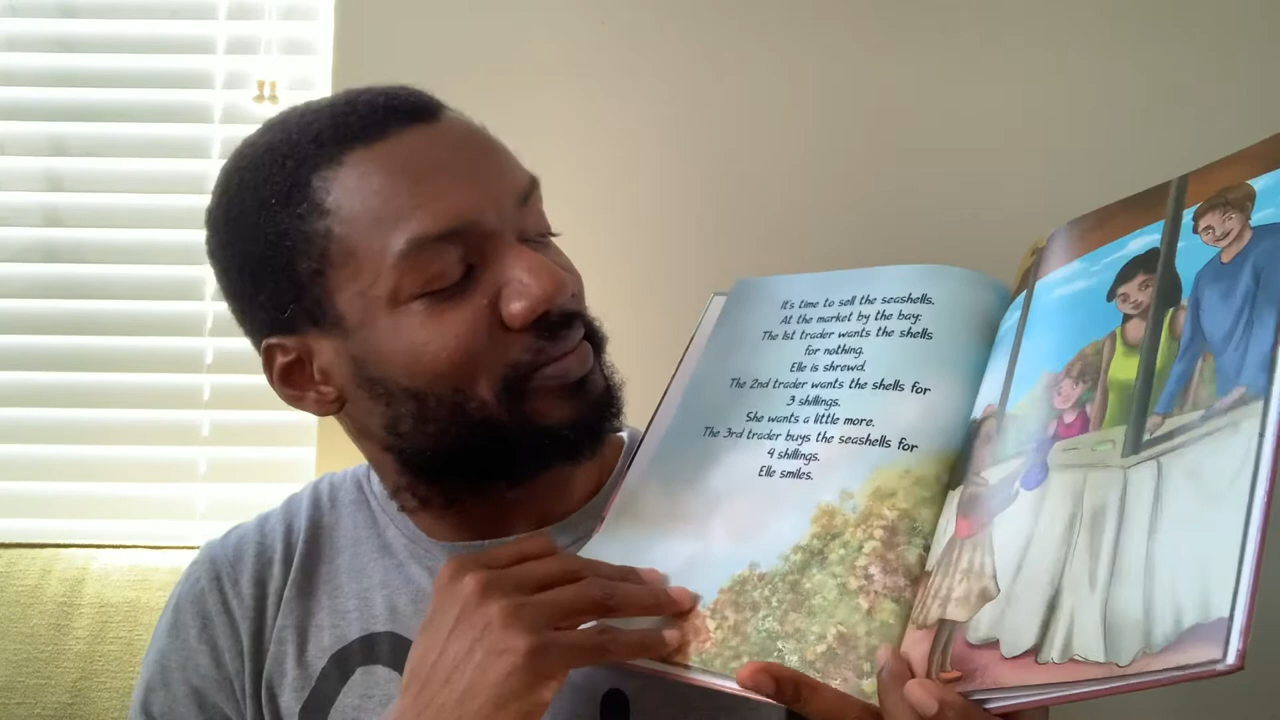 It's time to sell the seashells.
At the market by the bay:
The 1st trader wants the shells
for nothing.
Elle is shrewd.
The 2nd trader wants the shells for
3 shillings.
She wants a little more.
The 3rd trader buys the seashells for
4 shillings.
Elle smiles.